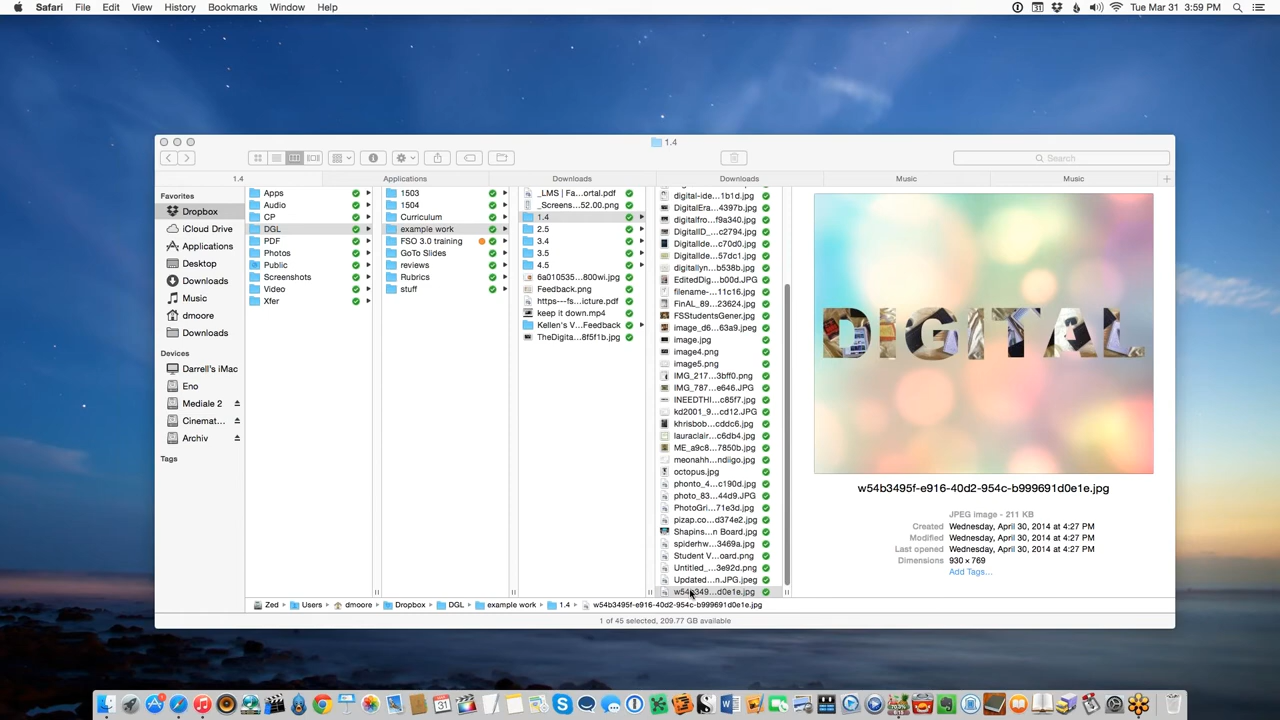 Safari File Edit View History Bookmarks Window Help Tue Mar 31 3:59 PM
1.4
Search
1.4 Applications Downloads Downloads Music Music
Favorites
Dropbox
iCloud Drive
Applications
Desktop
Downloads
Music
dmoore
Downloads
Devices
Darrell's iMac
Eno
Mediale 2
Cinemat...
Archiv
Tags
Apps
Audio
CP
DGL
PDF
Photos
Public
Screenshots
Video
Xfer
1503
1504
Curriculum
example work
FSO 3.0 training
GoTo Slides
reviews
Rubrics
stuff
_LMS | Fa...ortal.pdf
_Screens...52.00.png
1.4
2.5
3.4
3.5
4.5
6a010535...800wi.jpg
Feedback.png
https---fs...icture.pdf
keep it down.mp4
Kellen's V...Feedback
TheDigita...8f5f1b.jpg
digital-ide...1b1d.jpg
DigitalEra...4397b.jpg
digitalfro...f9a340.jpg
DigitalID_...c2794.jpg
DigitalIde...c70d0.jpg
DigitalIde...57dc1.jpg
digitallyn...b538b.jpg
EditedDig...b00d.JPG
filename-...11c16.jpg
FinAL_89...23624.jpg
FSStudentsGener.jpg
image_d6...63a9.jpeg
image.jpg
image4.png
image5.png
IMG_217...3bff0.png
IMG_787...e646.JPG
INEEDTHI...c85f7.jpg
kd2001_9...cd12.JPG
khrisbob...cddc6.jpg
lauraclair...c6db4.jpg
ME_a9c8...7850b.jpg
meonahh...ndiigo.jpg
octopus.jpg
phonto_4...c190d.jpg
photo_83...44d9.JPG
PhotoGri...71e3d.jpg
pizap.co...d374e2.jpg
Shapins...n Board.jpg
spiderhw...3469a.jpg
Student V...oard.png
Untitled_...3e92d.png
Updated...n.JPG.jpeg
w54b349...d0e1e.jpg
DIGITAL
w54b3495f-e916-40d2-954c-b999691d0e1e.jpg
JPEG image - 211 KB
Created Wednesday, April 30, 2014 at 4:27 PM
Modified Wednesday, April 30, 2014 at 4:27 PM
Last opened Wednesday, April 30, 2014 at 4:27 PM
Dimensions 930 × 769
Add Tags...
Zed Users dmoore Dropbox DGL example work 1.4 w54b3495f-e916-40d2-954c-b999691d0e1e.jpg
1 of 45 selected, 209.77 GB available